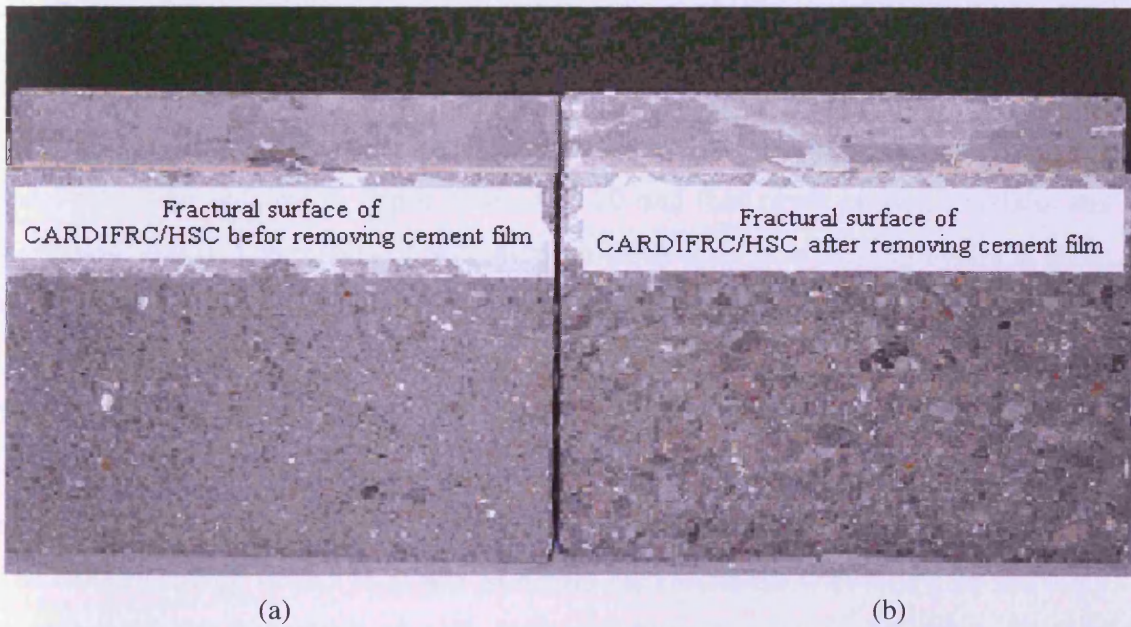 Fractural surface of
CARDIFRC/HSC befor removing cement film
Fractural surface of
CARDIFRC/HSC after removing cement film
(a)
(b)